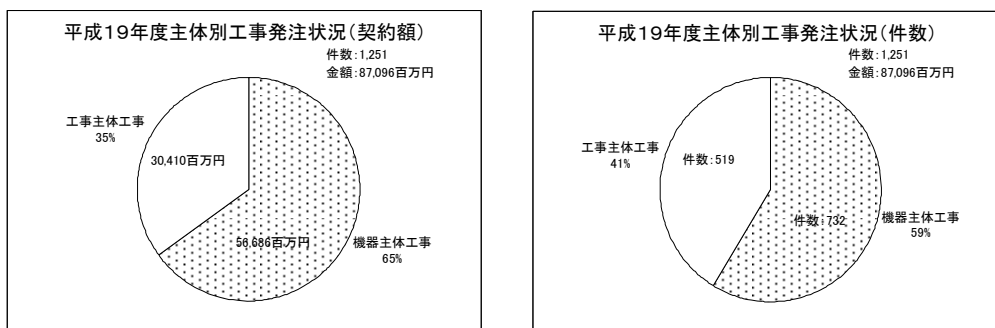 平成19年度主体別工事発注状況(契約額)
件数:1,251
金額:87,096百万円
工事主体工事
35%
30,410百万円
56,686百万円
機器主体工事
65%
平成19年度主体別工事発注状況(件数)
件数:1,251
金額:87,096百万円
工事主体工事
41%
件数:519
件数:732
機器主体工事
59%